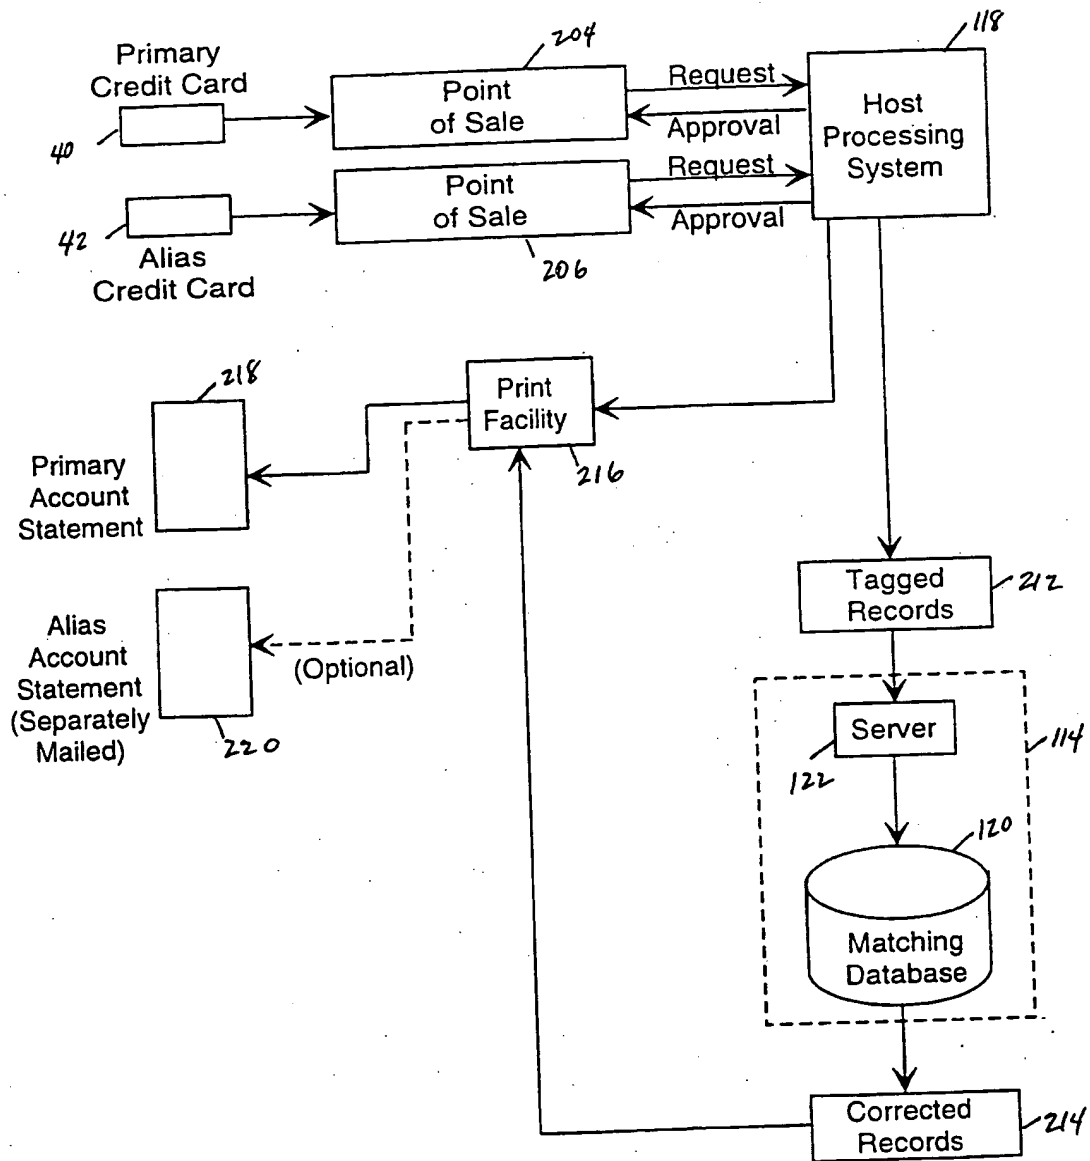 Primary
Credit Card
40
204
Point
of Sale
Request
Approval
118
Host
Processing
System
42
Alias
Credit Card
Point
of Sale
206
Request
Approval
218
Primary
Account
Statement
Print
Facility
216
Alias
Account
Statement
(Separately
Mailed)
220
(Optional)
Tagged
Records
212
Server
122
114
120
Matching
Database
Corrected
Records
214